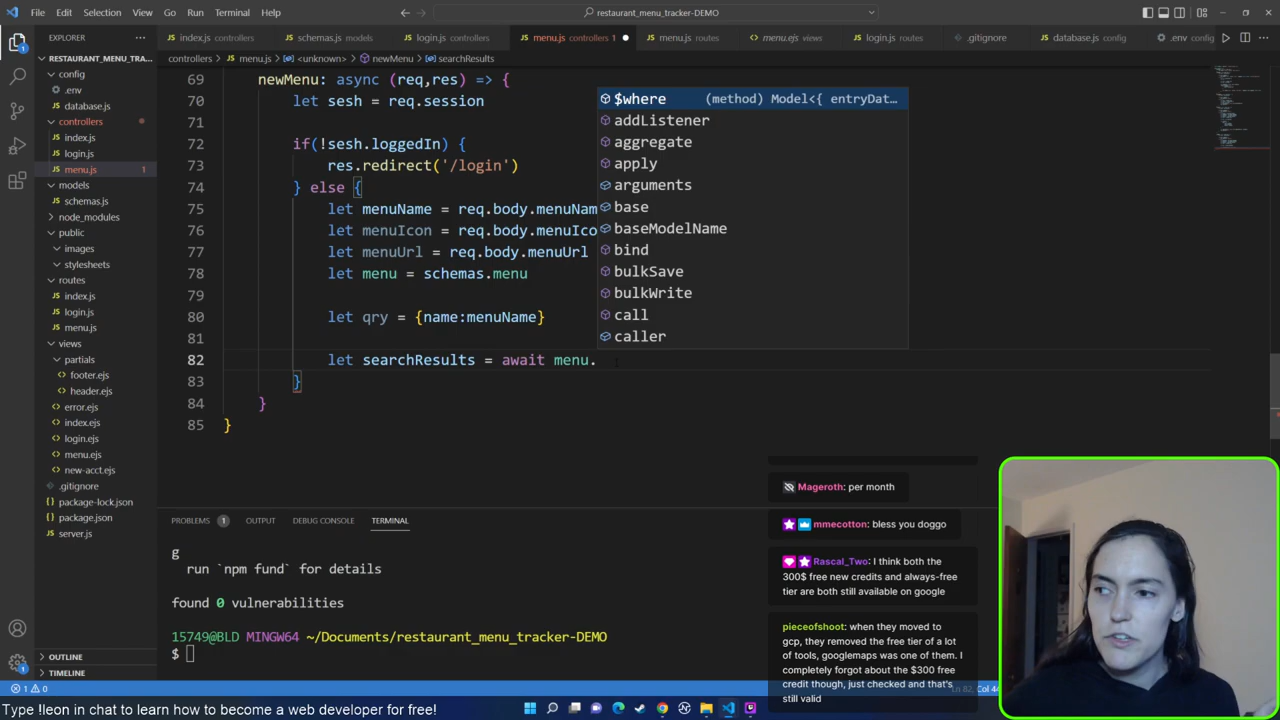 File Edit Selection View Go Run Terminal Help
restaurant_menu_tracker-DEMO
EXPLORER
index.js controllers
schemas.js models
login.js controllers
menu.js controllers 1
menu.js routes
menu.ejs views
login.js routes
.gitignore
database.js config
.env
controllers > menu.js > <unknown> > newMenu > searchResults
RESTAURANT_MENU_TRA...
config
.env
database.js
controllers
index.js
login.js
menu.js 1
models
schemas.js
node_modules
public
images
stylesheets
routes
index.js
login.js
menu.js
views
partials
footer.ejs
header.ejs
error.ejs
index.ejs
login.ejs
menu.ejs
new-acct.ejs
.gitignore
package-lock.json
package.json
server.js
OUTLINE
TIMELINE
69 newMenu: async (req,res) => {
70 let sesh = req.session
71
72 if(!sesh.loggedIn) {
73 res.redirect('/login')
74 } else {
75 let menuName = req.body.menuNam
76 let menuIcon = req.body.menuIco
77 let menuUrl = req.body.menuUrl
78 let menu = schemas.menu
79
80 let qry = {name:menuName}
81
82 let searchResults = await menu.
83 }
84 }
85 }
$where (method) Model<{ entryDat…
addListener
aggregate
apply
arguments
base
baseModelName
bind
bulkSave
bulkWrite
call
caller
PROBLEMS 1 OUTPUT DEBUG CONSOLE TERMINAL
g
run `npm fund` for details
found 0 vulnerabilities
15749@BLD MINGW64 ~/Documents/restaurant_menu_tracker-DEMO
$
Mageroth: per month
mmecotton: bless you doggo
Rascal_Two: I think both the
300$ free new credits and always-free
tier are both still available on google
pieceofshoot: when they moved to
gcp, they removed the free tier of a lot
of tools, googlemaps was one of them. I
completely forgot about the $300 free
credit though, just checked and that's
still valid
1 0
Ln 82, Col 44
Type !leon in chat to learn how to become a web developer for free!